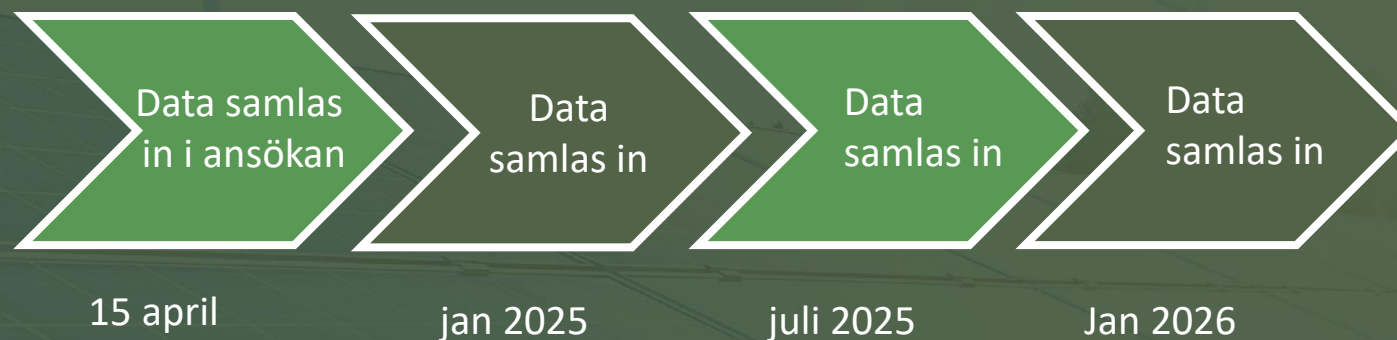 Data samlas
in i ansökan
Data
samlas in
Data
samlas in
Data
samlas in
15 april
jan 2025
juli 2025
Jan 2026